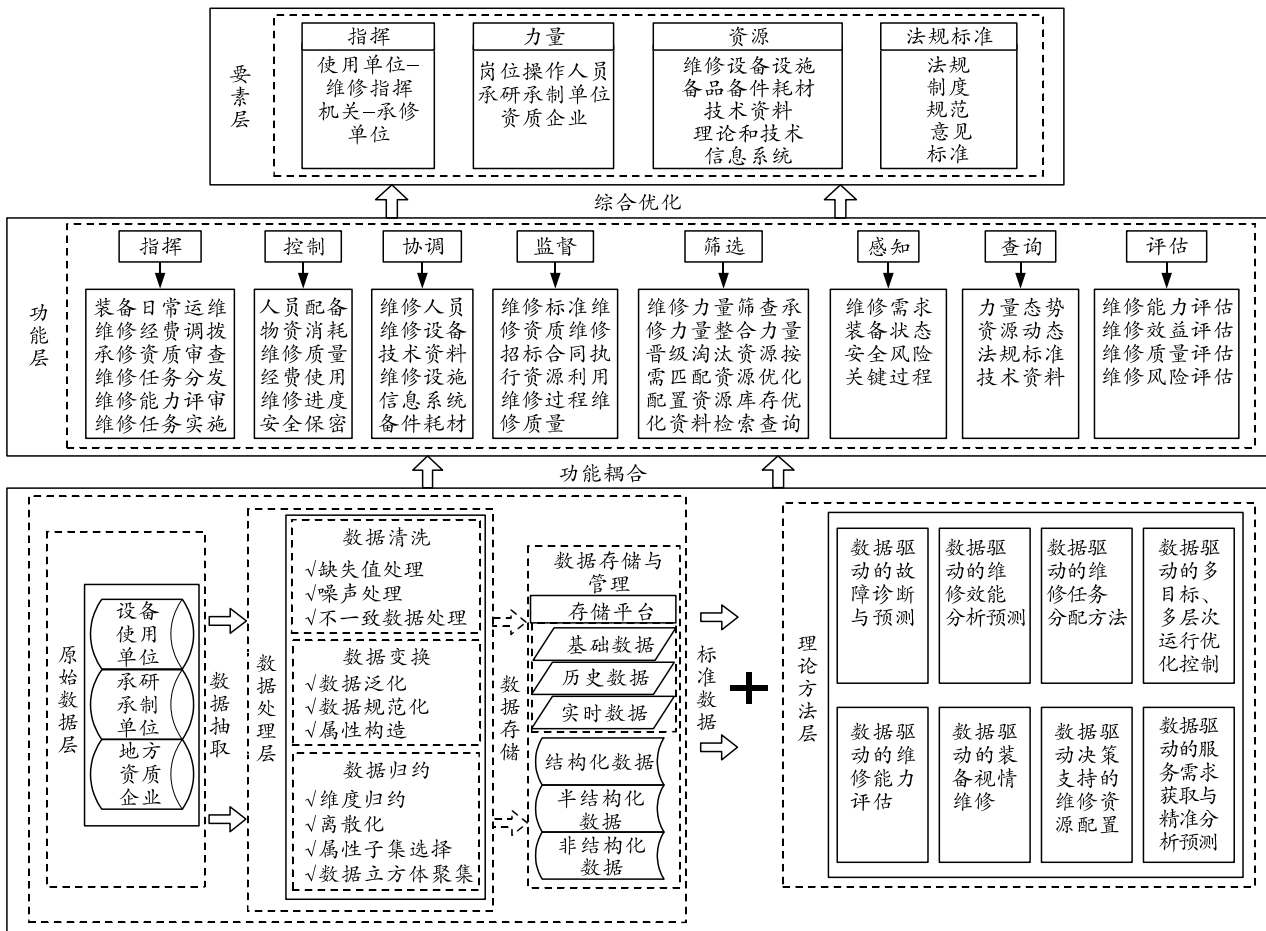 要素层
指挥
使用单位–
维修指挥
机关–承修
单位
力量
岗位操作人员
承研承制单位
资质企业
资源
维修设备设施
备品备件耗材
技术资料
理论和技术
信息系统
法规标准
法规
制度
规范
意见
标准
综合优化
功能层
指挥
装备日常运维
维修经费调拨
承修资质审查
维修任务分发
维修能力评审
维修任务实施
控制
人员配备
物资消耗
维修质量
经费使用
维修进度
安全保密
协调
维修人员
维修设备
技术资料
维修设施
信息系统
备件耗材
监督
维修标准维
修资质维修
招标合同执
行资源利用
维修过程维
修质量
筛选
维修力量筛查承
修力量整合力量
晋级淘汰资源按
需匹配资源优化
配置资源库存优
化资料检索查询
感知
维修需求
装备状态
安全风险
关键过程
查询
力量态势
资源动态
法规标准
技术资料
评估
维修能力评估
维修效益评估
维修质量评估
维修风险评估
功能耦合
原始数据层
设备
使用
单位
承研
承制
单位
地方
资质
企业
数据抽取
数据处理层
数据清洗
√缺失值处理
√噪声处理
√不一致数据处理
数据变换
√数据泛化
√数据规范化
√属性构造
数据归约
√维度归约
√离散化
√属性子集选择
√数据立方体聚集
数据存储
数据存储与
管理
存储平台
基础数据
历史数据
实时数据
结构化数据
半结构化
数据
非结构化
数据
标准数据
+
理论方法层
数据驱
动的故
障诊断
与预测
数据驱
动的维
修效能
分析预测
数据驱
动的维
修任务
分配方法
数据驱
动的多
目标、
多层次
运行优
化控制
数据驱
动的维
修能力
评估
数据驱
动的装
备视情
维修
数据驱
动决策
支持的
维修资
源配置
数据驱
动的服
务需求
获取与
精准分
析预测